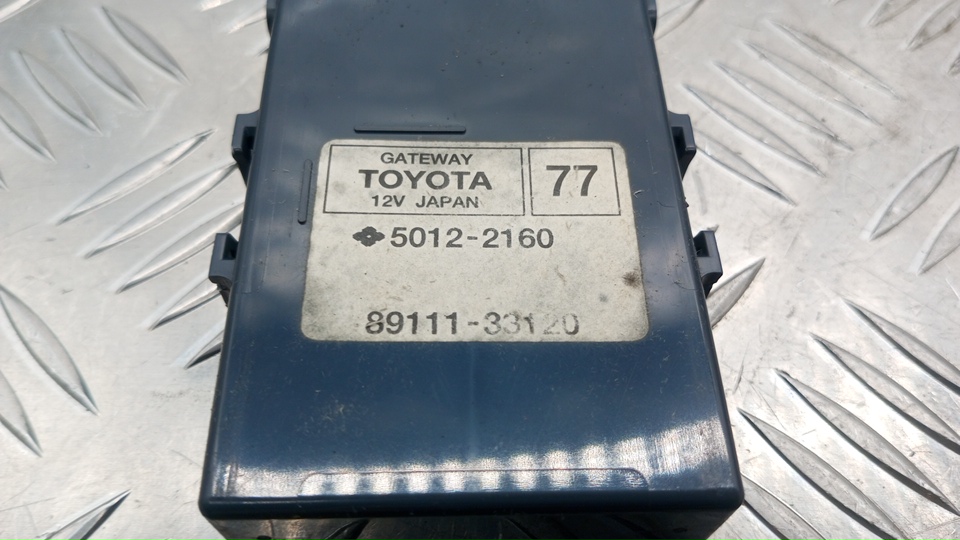 GATEWAY
TOYOTA
12V JAPAN
77
5012-2160
89111-33120